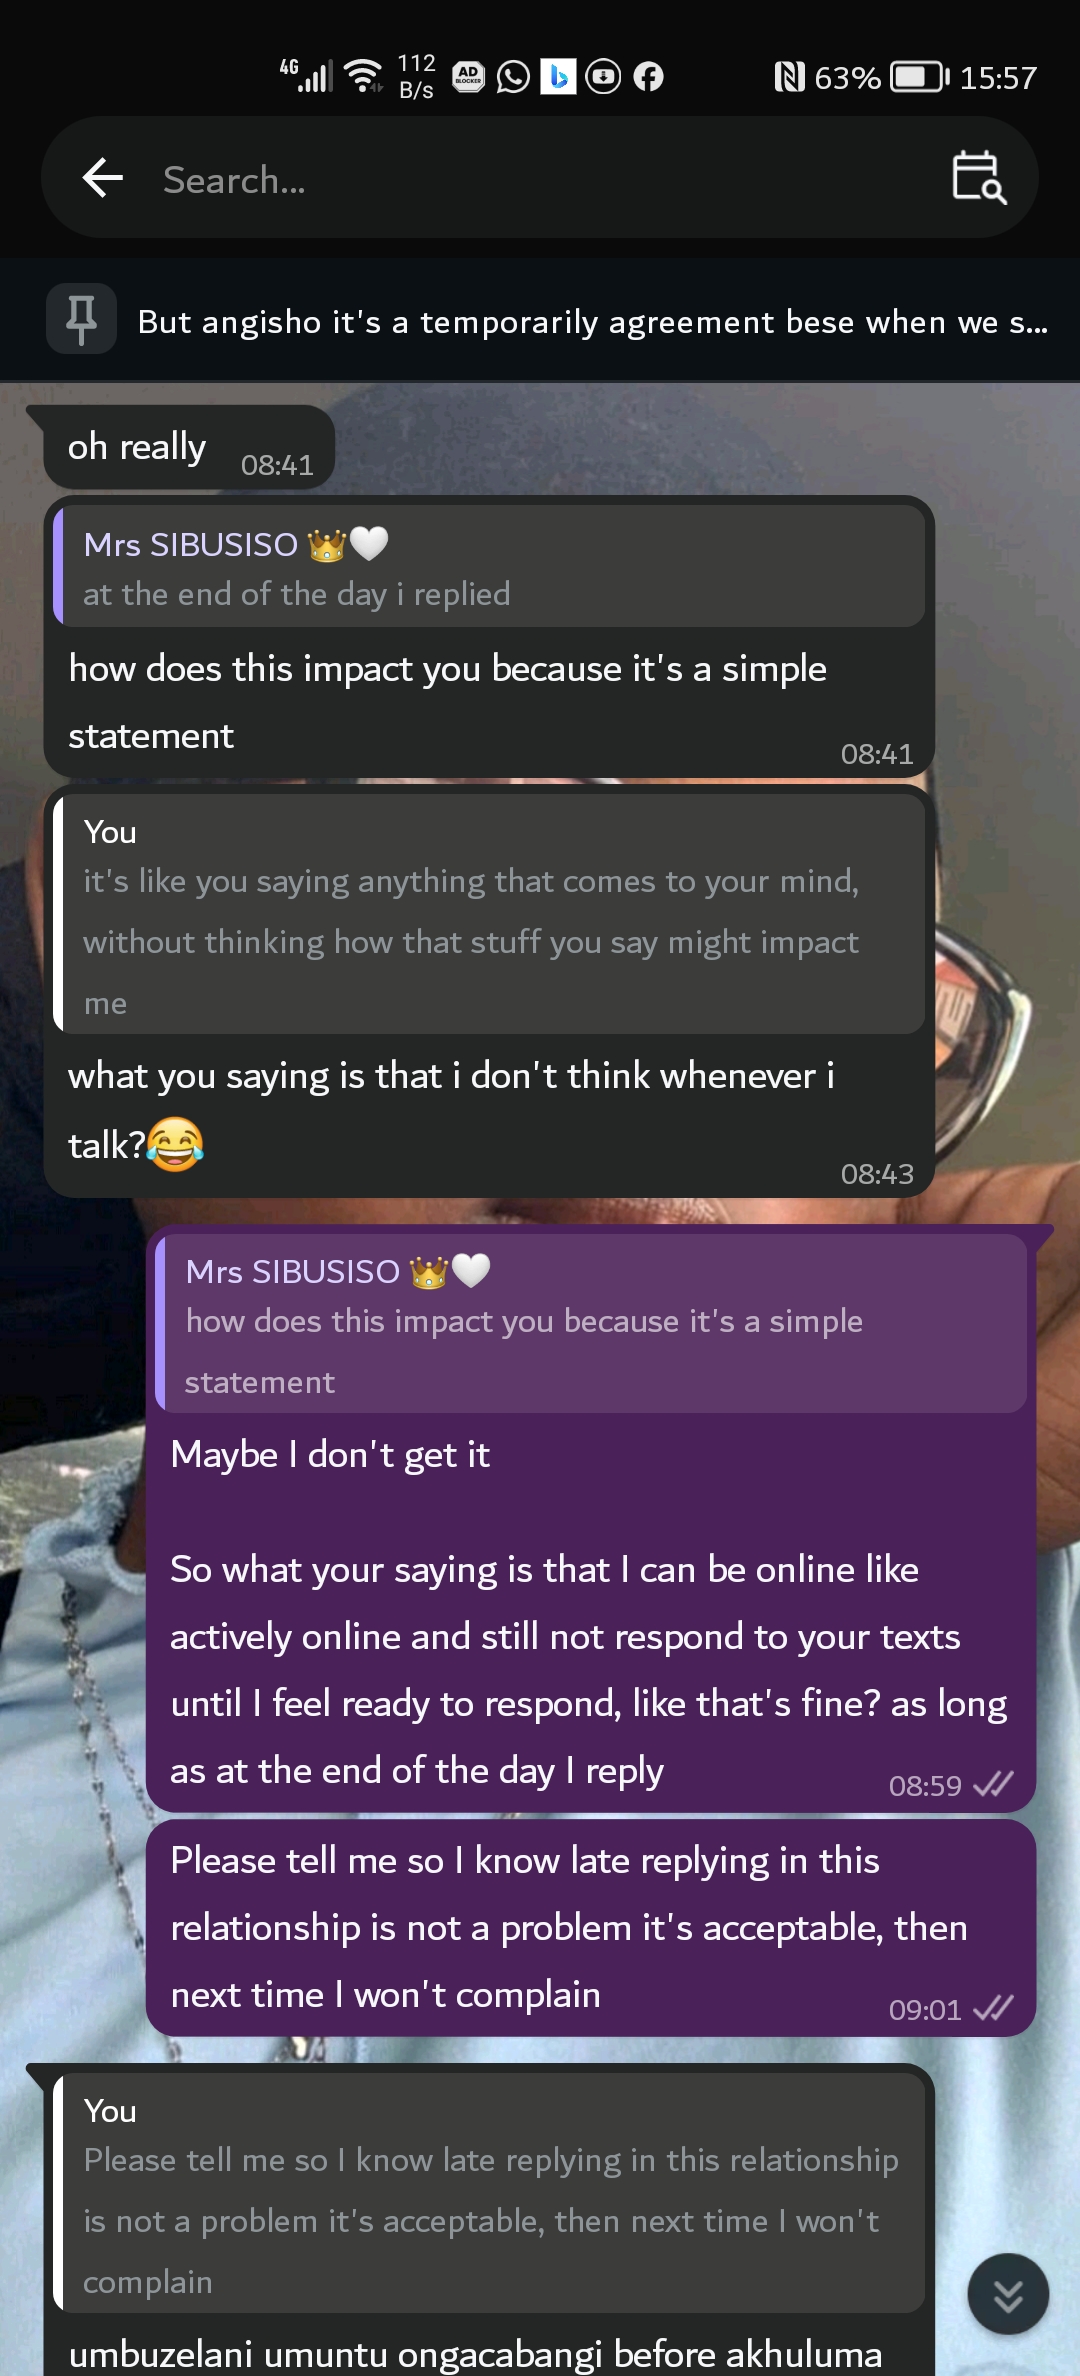 4G 112 B/s AD BLOCKER 63% 15:57
Search...
But angisho it's a temporarily agreement bese when we s...
oh really 08:41
Mrs SIBUSISO 👑🤍
at the end of the day i replied
how does this impact you because it's a simple
statement 08:41
You
it's like you saying anything that comes to your mind,
without thinking how that stuff you say might impact
me
what you saying is that i don't think whenever i
talk?😂 08:43
Mrs SIBUSISO 👑🤍
how does this impact you because it's a simple
statement
Maybe I don't get it
So what your saying is that I can be online like
actively online and still not respond to your texts
until I feel ready to respond, like that's fine? as long
as at the end of the day I reply 08:59
Please tell me so I know late replying in this
relationship is not a problem it's acceptable, then
next time I won't complain 09:01
You
Please tell me so I know late replying in this relationship
is not a problem it's acceptable, then next time I won't
complain
umbuzelani umuntu ongacabangi before akhuluma